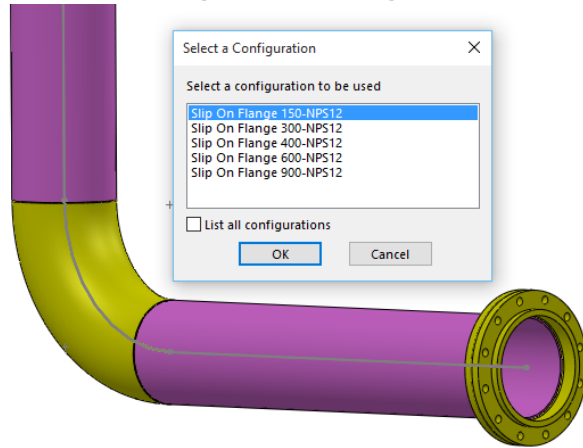 Select a Configuration
Select a configuration to be used
Slip On Flange 150-NPS12
Slip On Flange 300-NPS12
Slip On Flange 400-NPS12
Slip On Flange 600-NPS12
Slip On Flange 900-NPS12
List all configurations
OK Cancel